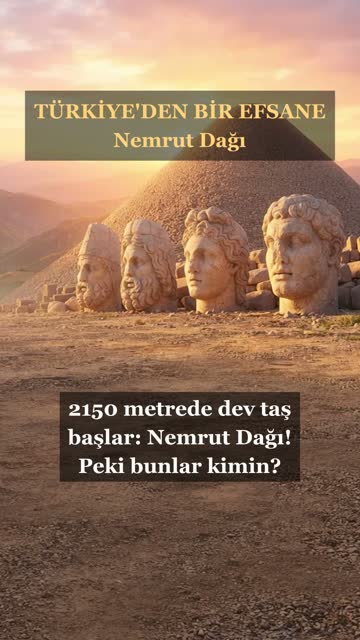 TÜRKİYE'DEN BİR EFSANE
Nemrut Dağı
2150 metrede dev taş
başlar: Nemrut Dağı!
Peki bunlar kimin?